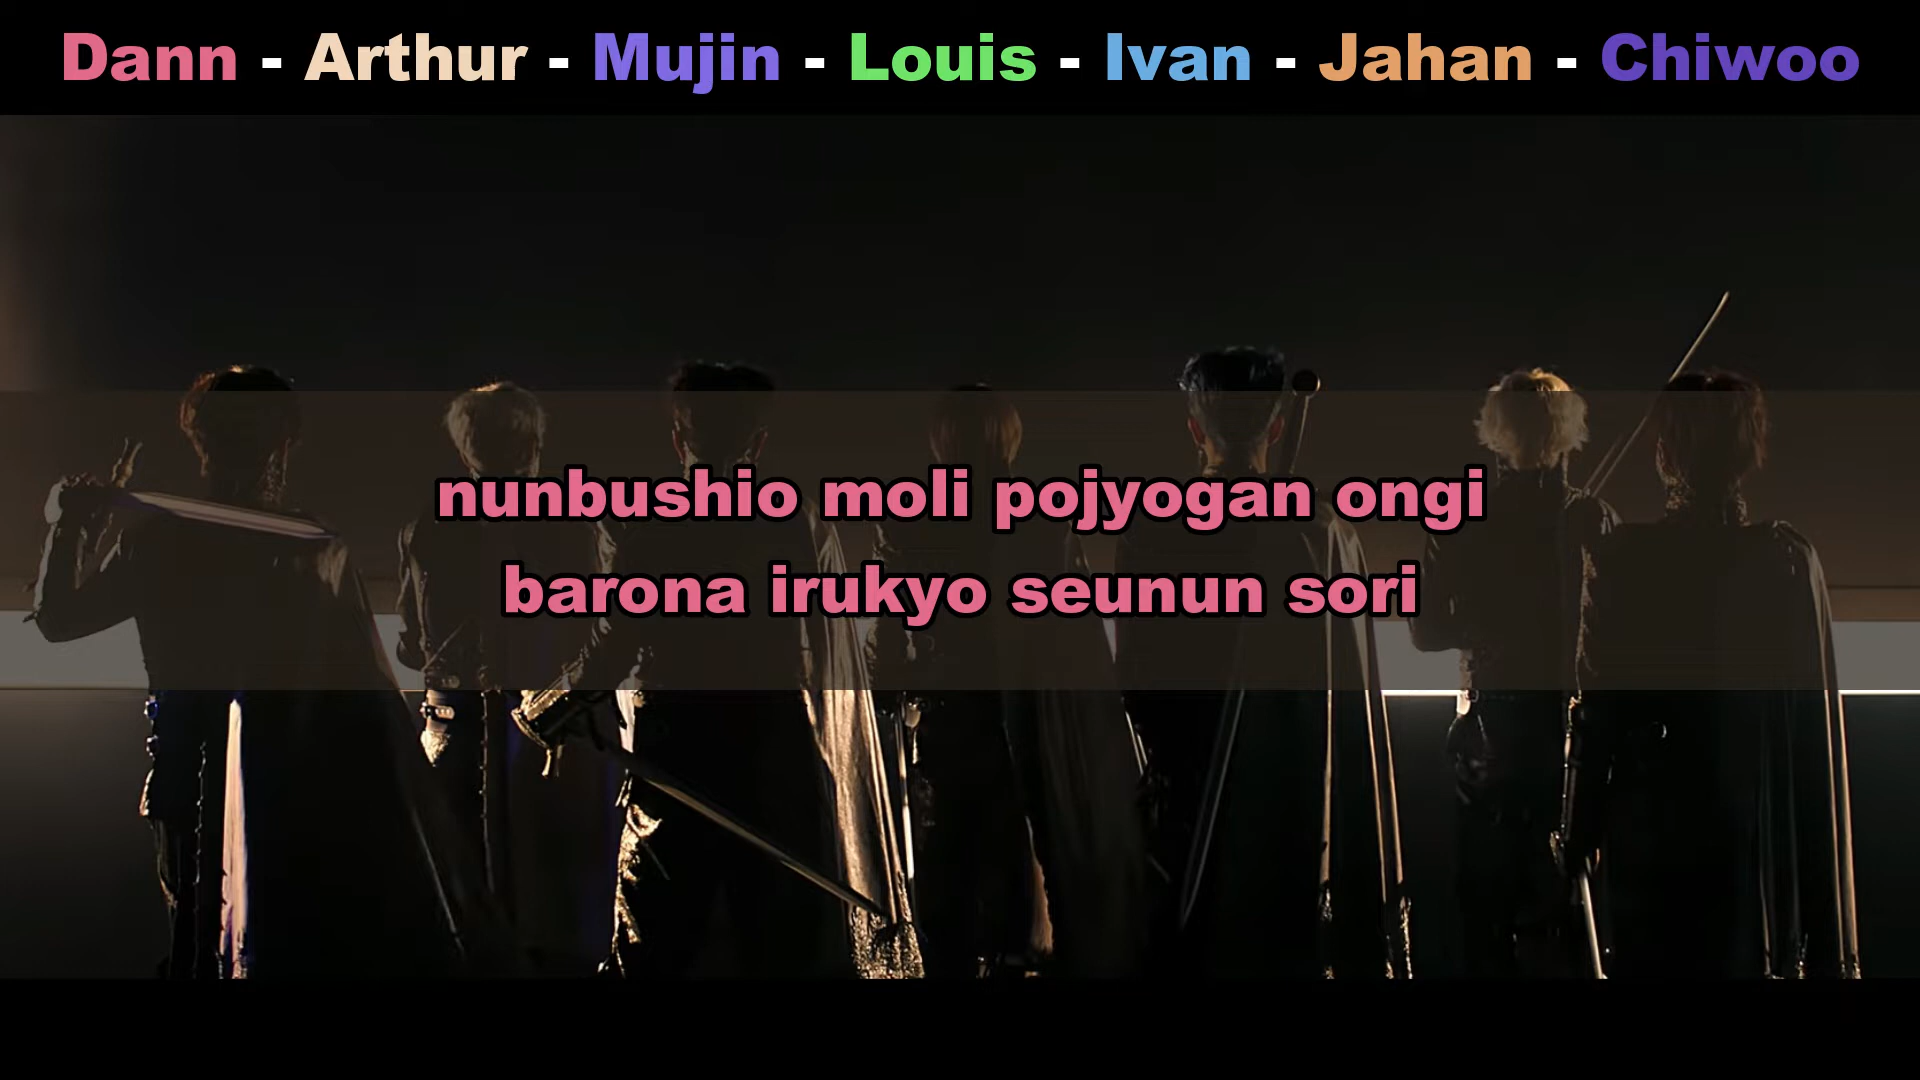 Dann - Arthur - Mujin - Louis - Ivan - Jahan - Chiwoo
nunbushio moli pojyogan ongi
barona irukyo seunun sori